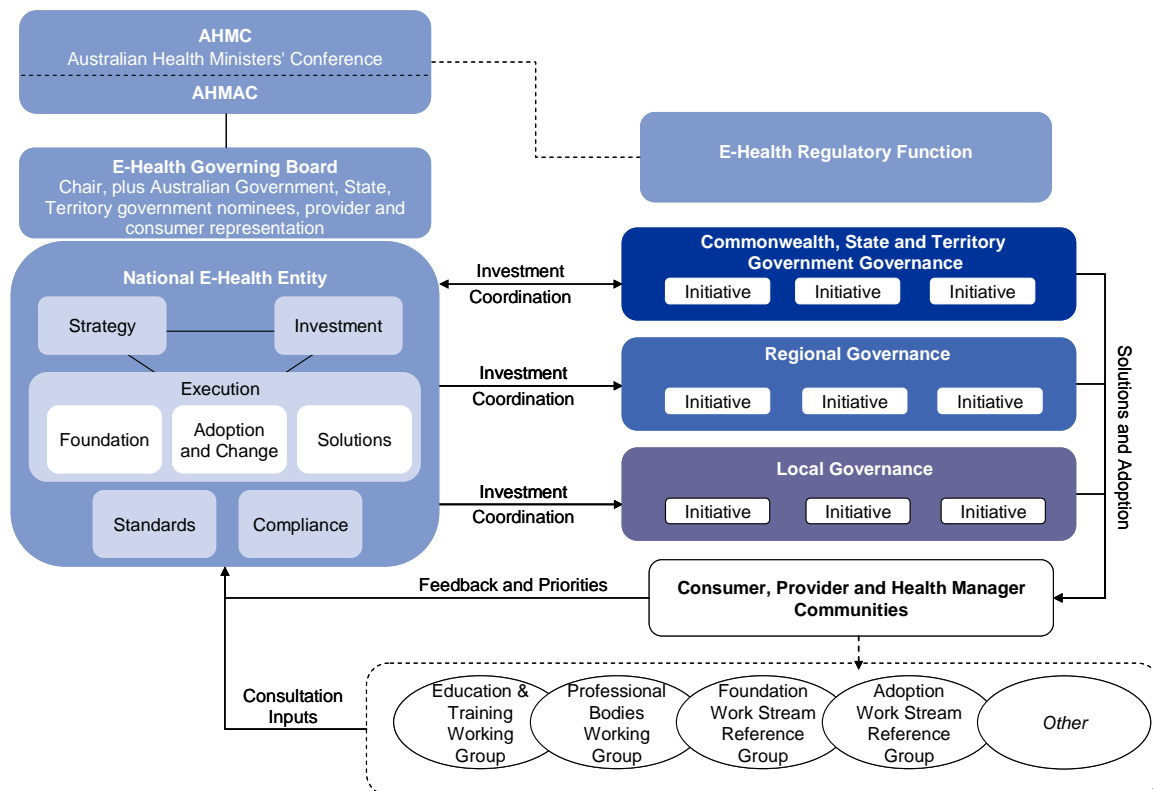 AHMC
Australian Health Ministers' Conference
AHMAC
E-Health Governing Board
Chair, plus Australian Government, State,
Territory government nominees, provider and
consumer representation
E-Health Regulatory Function
National E-Health Entity
Strategy
Investment
Execution
Foundation
Adoption
and Change
Solutions
Standards
Compliance
Investment
Coordination
Investment
Coordination
Investment
Coordination
Commonwealth, State and Territory
Government Governance
Initiative
Initiative
Initiative
Regional Governance
Initiative
Initiative
Initiative
Local Governance
Initiative
Initiative
Initiative
Solutions and Adoption
Feedback and Priorities
Consumer, Provider and Health Manager
Communities
Consultation
Inputs
Education &
Training
Working
Group
Professional
Bodies
Working
Group
Foundation
Work Stream
Reference
Group
Adoption
Work Stream
Reference
Group
Other